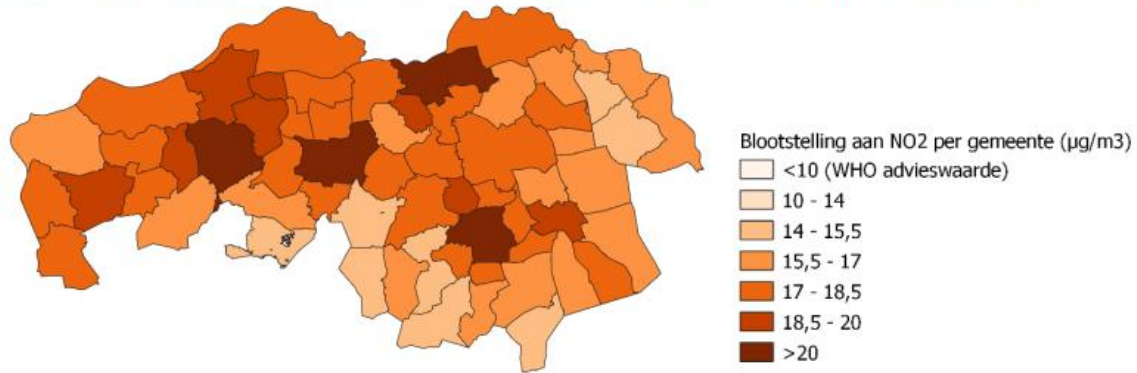 Blootstelling aan NO2 per gemeente (µg/m3)
<10 (WHO advieswaarde)
10 - 14
14 - 15,5
15,5 - 17
17 - 18,5
18,5 - 20
>20